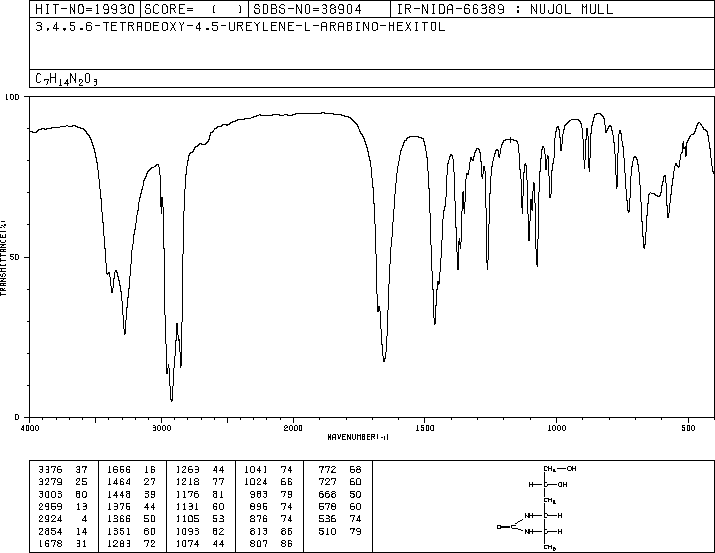 HIT-NO=19930 SCORE= ( ) SDBS-NO=38904 IR-NIDA-66389 : NUJOL MULL
3,4,5,6-TETRADEOXY-4,5-UREYLENE-L-ARABINO-HEXITOL
C7H14N2O3
100
50
0
TRANSMITTANCE(%)
4000 3000 2000 1500 1000 500
WAVENUMBER(-1)
3376 37 1666 16 1263 44 1041 74 772 68
3279 25 1464 27 1218 77 1024 66 727 60
3003 60 1448 39 1176 81 983 79 668 50
2959 13 1376 44 1131 60 896 74 578 60
2924 4 1366 50 1105 53 876 74 536 74
2854 14 1351 60 1093 62 813 86 510 79
1678 31 1283 72 1074 44 807 86
CH2 OH
H C OH
CH2
NH C H
O C
NH C H
CH3